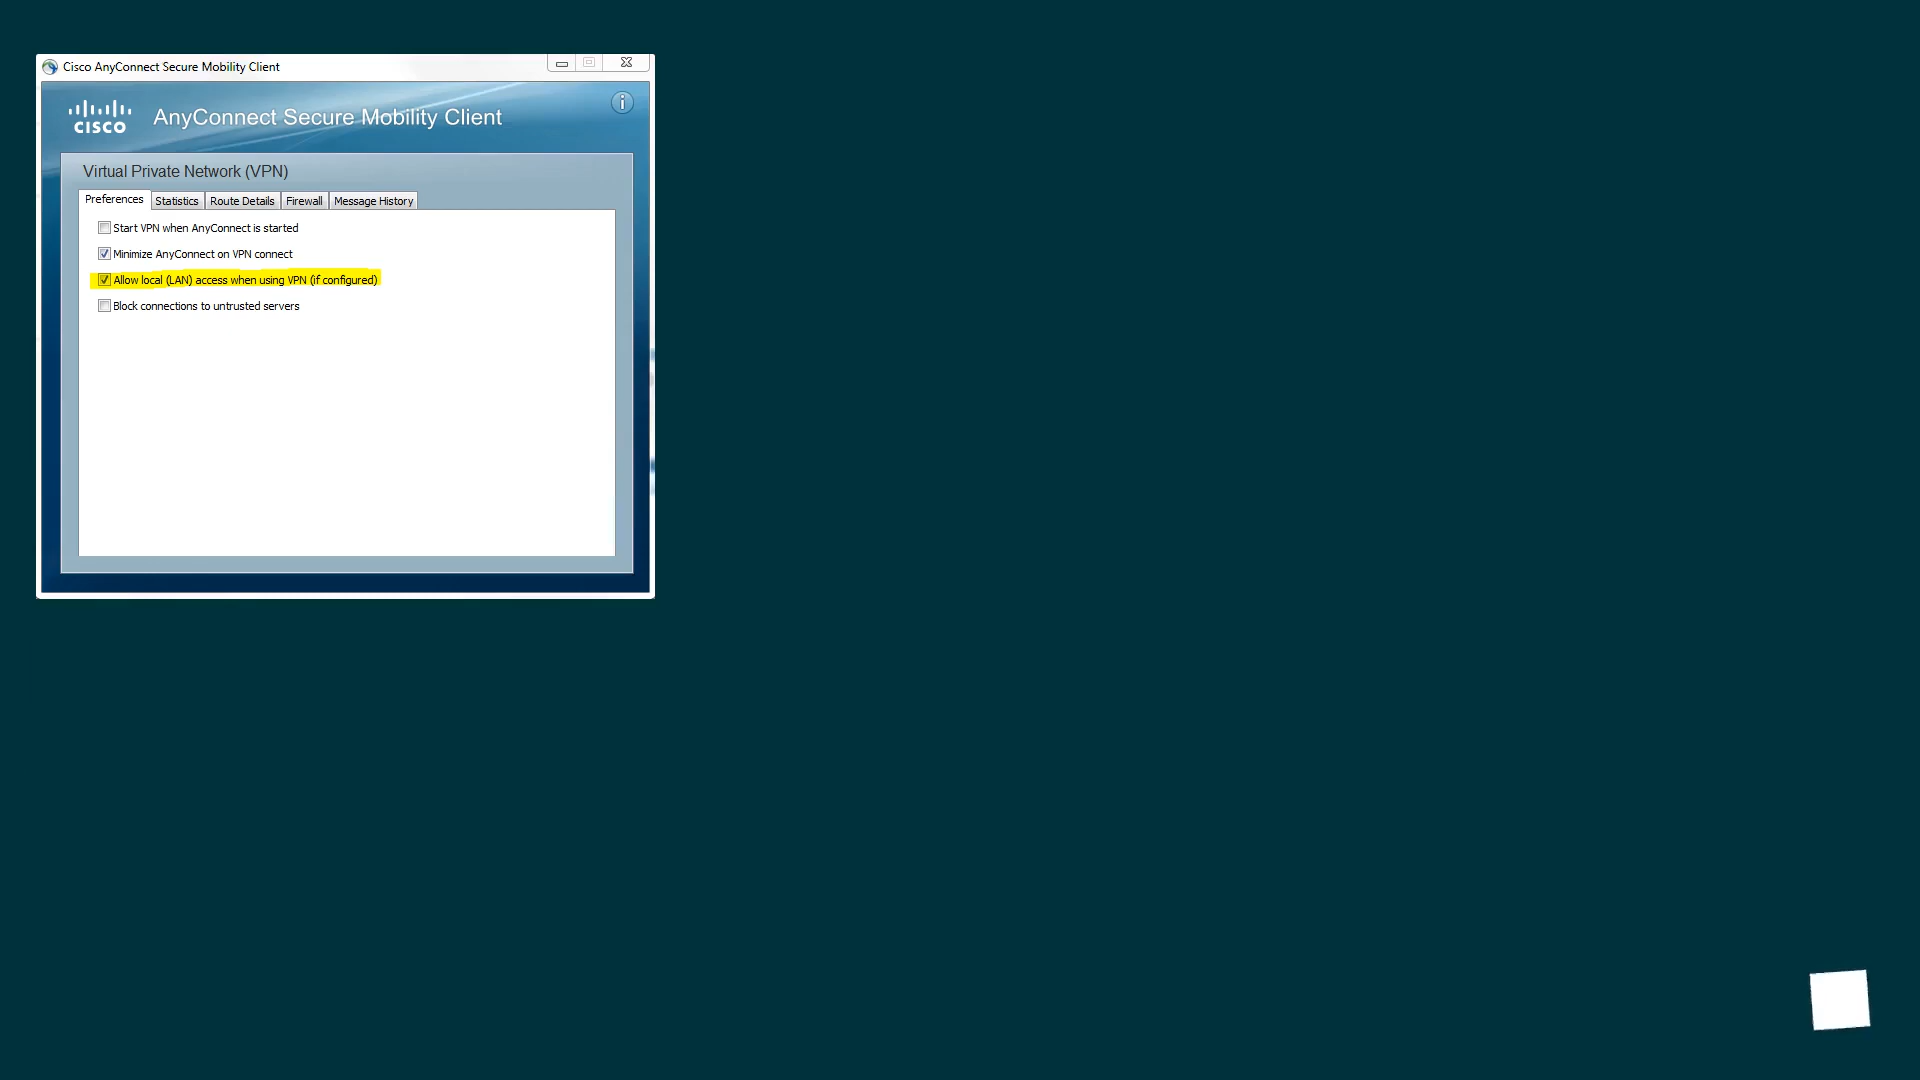 Cisco AnyConnect Secure Mobility Client
CISCO AnyConnect Secure Mobility Client
Virtual Private Network (VPN)
Preferences Statistics Route Details Firewall Message History
Start VPN when AnyConnect is started
Minimize AnyConnect on VPN connect
Allow local (LAN) access when using VPN (if configured)
Block connections to untrusted servers